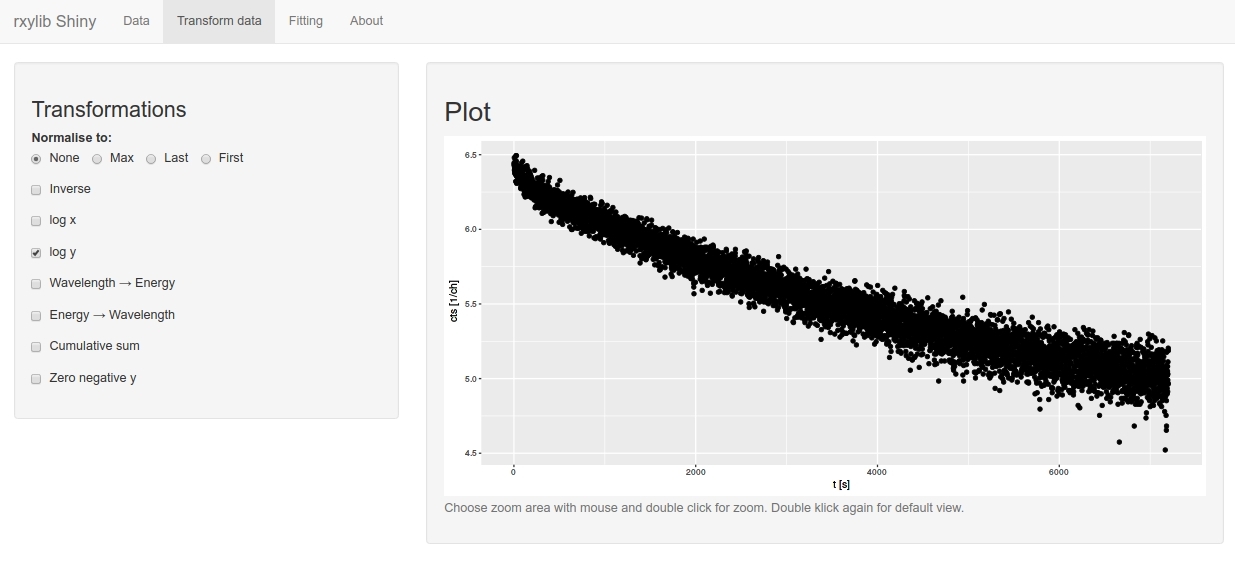 rxylib Shiny Data Transform data Fitting About
Transformations
Normalise to:
None Max Last First
Inverse
log x
log y
Wavelength → Energy
Energy → Wavelength
Cumulative sum
Zero negative y
Plot
6.5
6.0
5.5
5.0
4.5
cts [1/ch]
0 2000 4000 6000
t [s]
Choose zoom area with mouse and double click for zoom. Double klick again for default view.